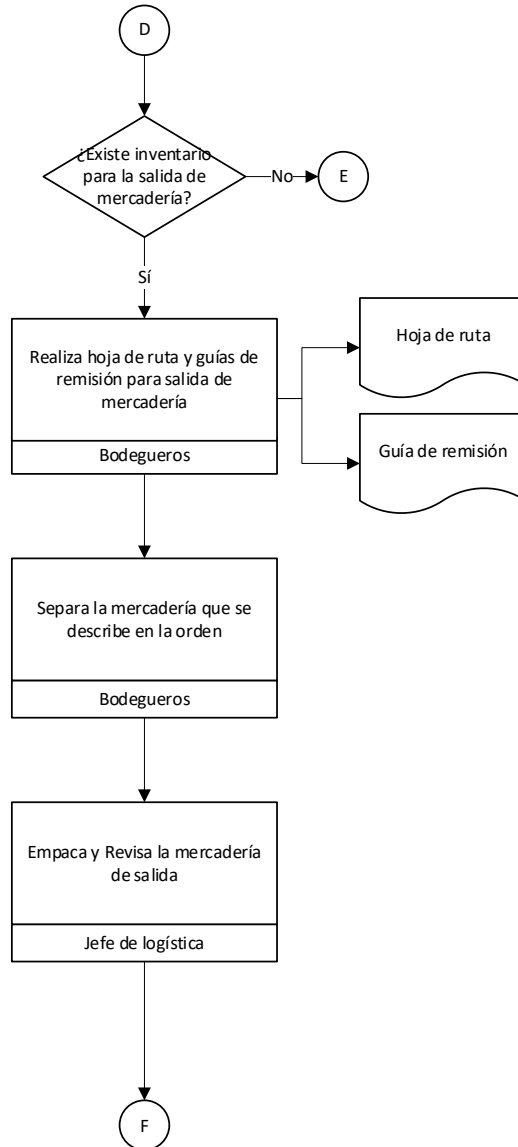 D
¿Existe inventario
para la salida de
mercadería?
No
E
Sí
Realiza hoja de ruta y guías de
remisión para salida de
mercadería
Bodegueros
Hoja de ruta
Guía de remisión
Separa la mercadería que se
describe en la orden
Bodegueros
Empaca y Revisa la mercadería
de salida
Jefe de logística
F